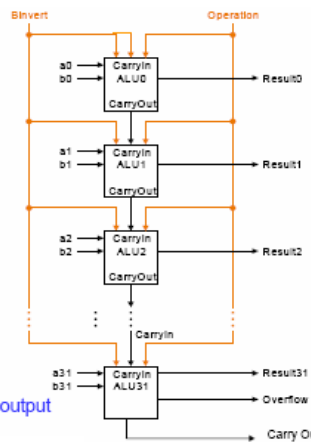 BInvert Operation
a0 CarryIn
b0 ALU0 Result0
CarryOut
a1 CarryIn
b1 ALU1 Result1
CarryOut
a2 CarryIn
b2 ALU2 Result2
CarryOut
CarryIn
a31 CarryIn Result31
b31 ALU31
Overflow
output
Carry O